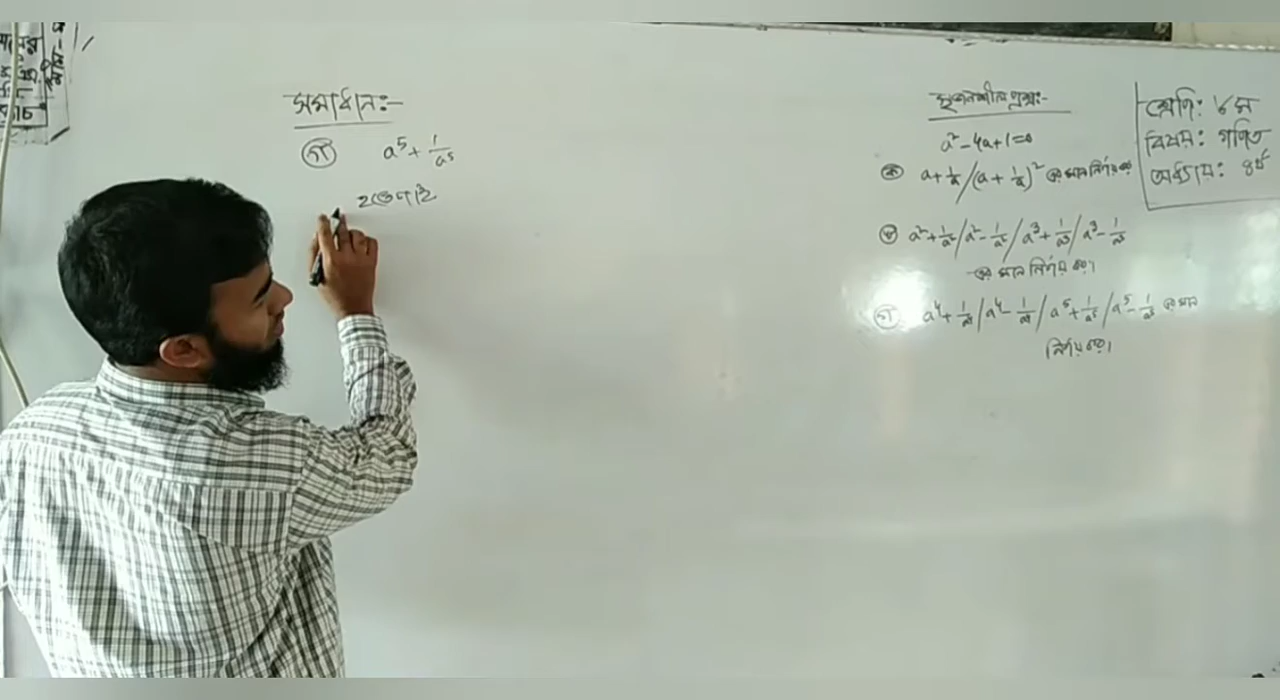 সমাধানঃ-
গ a⁵ + 1/a⁵
সৃজনশীল প্রশ্নঃ-
a² - 4a + 1 = 0
ক a + 1/a / (a + 1/a)² এর মান নির্ণয় কর
খ a² + 1/a² / a² - 1/a² / a³ + 1/a³ / a³ - 1/a³
-এর মান নির্ণয় কর।
গ a⁴ + 1/a⁴ / a⁴ - 1/a⁴ / a⁵ + 1/a⁵ / a⁵ - 1/a⁵ এর মান
নির্ণয় কর।
শ্রেণি: ৮ম
বিষয়: গণিত
অধ্যায়: ৪র্থ